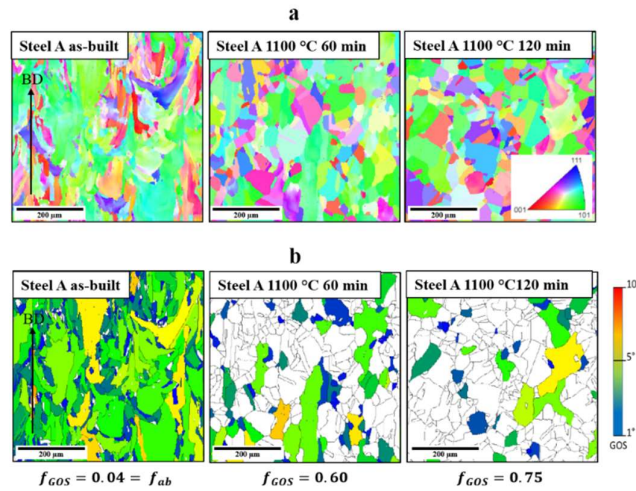 a
Steel A as-built
Steel A 1100 °C 60 min
Steel A 1100 °C 120 min
BD
111
001
101
200 µm
200 µm
200 µm
b
Steel A as-built
Steel A 1100 °C 60 min
Steel A 1100 °C120 min
BD
10
5°
1°
GOS
200 µm
200 µm
200 µm
f_GOS = 0.04 = f_ab
f_GOS = 0.60
f_GOS = 0.75